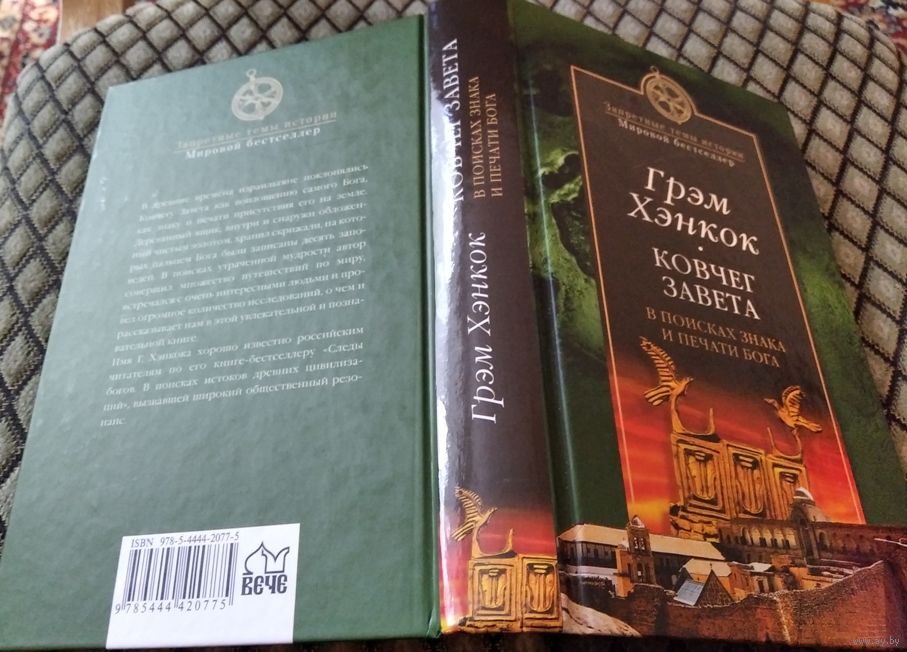 Запретные темы истории
Мировой бестселлер
В древние времена израильтяне поклонялись
Ковчегу Завета как воплощению самого Бога,
как знаку и печати присутствия его на земле.
Деревянный ящик, внутри и снаружи обложен-
ный чистым золотом, хранил скрижали, на кото-
рых пальцем Бога были записаны десять запо-
ведей. В поисках утраченной мудрости автор
совершил множество путешествий по миру,
встречался с очень интересными людьми и про-
вел огромное количество исследований, о чем и
рассказывает нам в этой увлекательной и позна-
вательной книге.
Имя Г. Хэнкока хорошо известно российским
читателям по его книге-бестселлеру «Следы
богов. В поисках истоков древних цивилиза-
ций», вызвавшей широкий общественный резо-
нанс.
ISBN 978-5-4444-2077-5
9785444420775
ВЕЧЕ
Грэм Хэнкок
КОВЧЕГ ЗАВЕТА
В ПОИСКАХ ЗНАКА
И ПЕЧАТИ БОГА
Запретные темы истории
Мировой бестселлер
Грэм
Хэнкок
КОВЧЕГ
ЗАВЕТА
В ПОИСКАХ ЗНАКА
И ПЕЧАТИ БОГА
www.ay.by